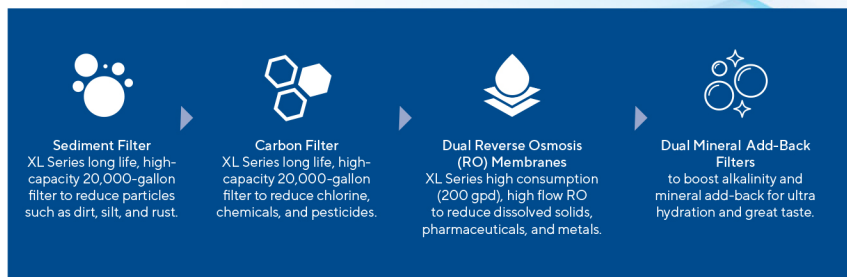 Sediment Filter
XL Series long life, high-
capacity 20,000-gallon
filter to reduce particles
such as dirt, silt, and rust.
Carbon Filter
XL Series long life, high-
capacity 20,000-gallon
filter to reduce chlorine,
chemicals, and pesticides.
Dual Reverse Osmosis
(RO) Membranes
XL Series high consumption
(200 gpd), high flow RO
to reduce dissolved solids,
pharmaceuticals, and metals.
Dual Mineral Add-Back
Filters
to boost alkalinity and
mineral add-back for ultra
hydration and great taste.